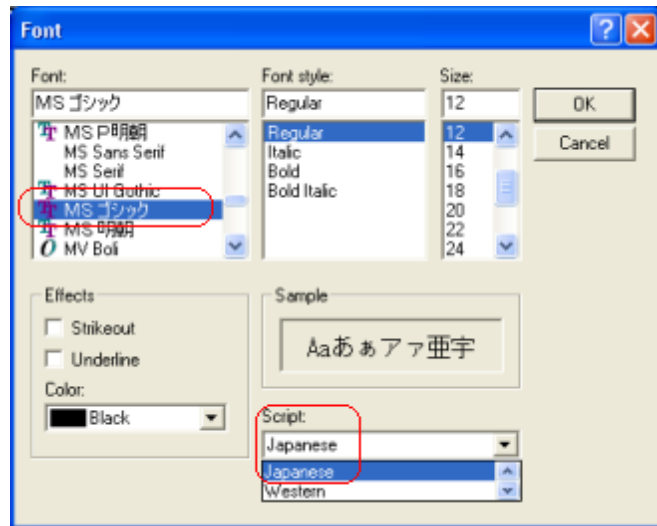 Font
Font:
MS ゴシック
MS P明朝
MS Sans Serif
MS Serif
MS UI Gothic
MS ゴシック
MS 明朝
MV Boli
Font style:
Regular
Regular
Italic
Bold
Bold Italic
Size:
12
12
14
16
18
20
22
24
OK
Cancel
Effects
Strikeout
Underline
Color:
Black
Sample
Aaあぁアァ亜宇
Script:
Japanese
Japanese
Western